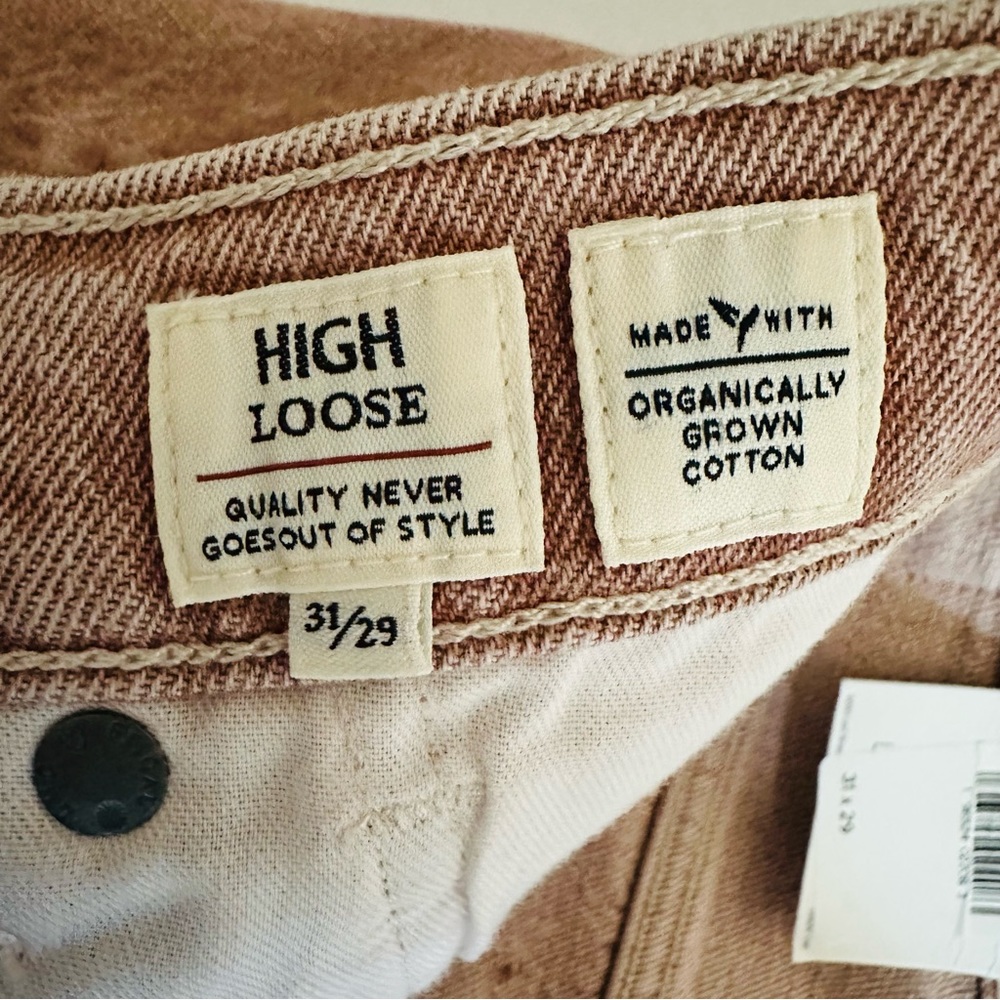 HIGH
LOOSE
QUALITY NEVER
GOESOUT OF STYLE
31/29
MADE WITH
ORGANICALLY
GROWN
COTTON
31 x 29